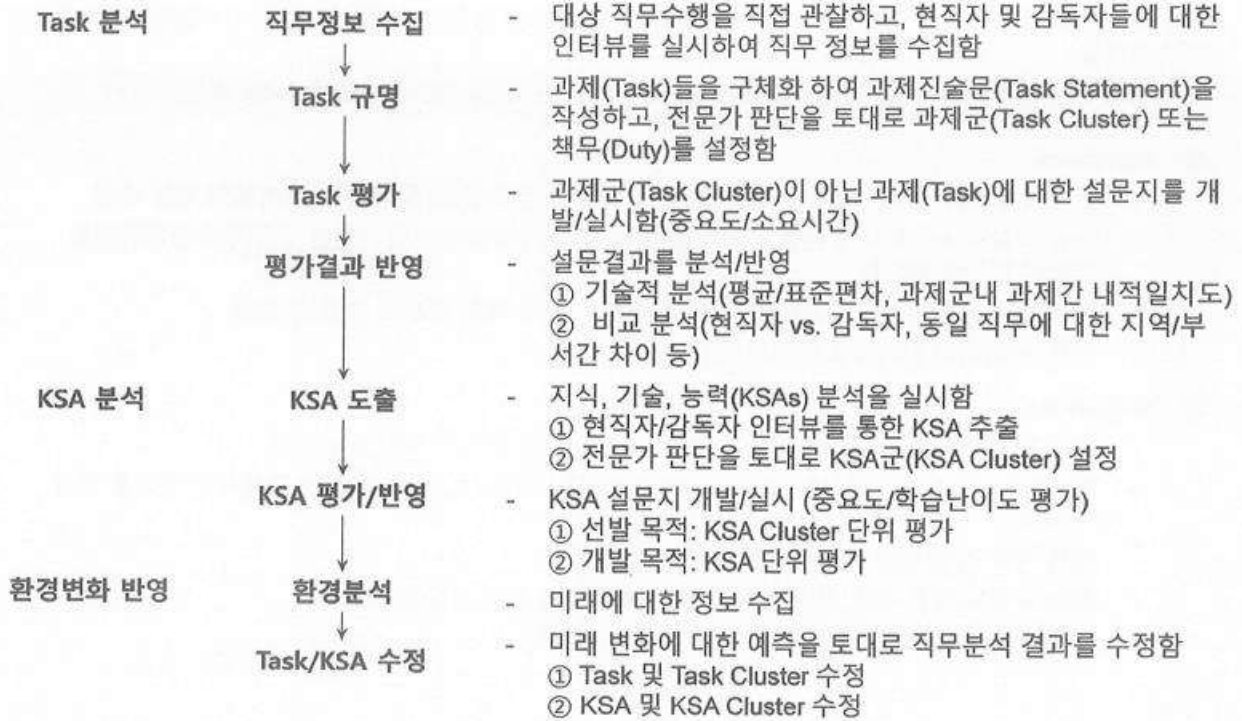 Task 분석 직무정보 수집 - 대상 직무수행을 직접 관찰하고, 현직자 및 감독자들에 대한
인터뷰를 실시하여 직무 정보를 수집함
Task 규명 - 과제(Task)들을 구체화 하여 과제진술문(Task Statement)을
작성하고, 전문가 판단을 토대로 과제군(Task Cluster) 또는
책무(Duty)를 설정함
Task 평가 - 과제군(Task Cluster)이 아닌 과제(Task)에 대한 설문지를 개
발/실시함(중요도/소요시간)
평가결과 반영 - 설문결과를 분석/반영
① 기술적 분석(평균/표준편차, 과제군내 과제간 내적일치도)
② 비교 분석(현직자 vs. 감독자, 동일 직무에 대한 지역/부
서간 차이 등)
KSA 분석 KSA 도출 - 지식, 기술, 능력(KSAs) 분석을 실시함
① 현직자/감독자 인터뷰를 통한 KSA 추출
② 전문가 판단을 토대로 KSA군(KSA Cluster) 설정
KSA 평가/반영 - KSA 설문지 개발/실시 (중요도/학습난이도 평가)
① 선발 목적: KSA Cluster 단위 평가
② 개발 목적: KSA 단위 평가
환경변화 반영 환경분석 - 미래에 대한 정보 수집
Task/KSA 수정 - 미래 변화에 대한 예측을 토대로 직무분석 결과를 수정함
① Task 및 Task Cluster 수정
② KSA 및 KSA Cluster 수정